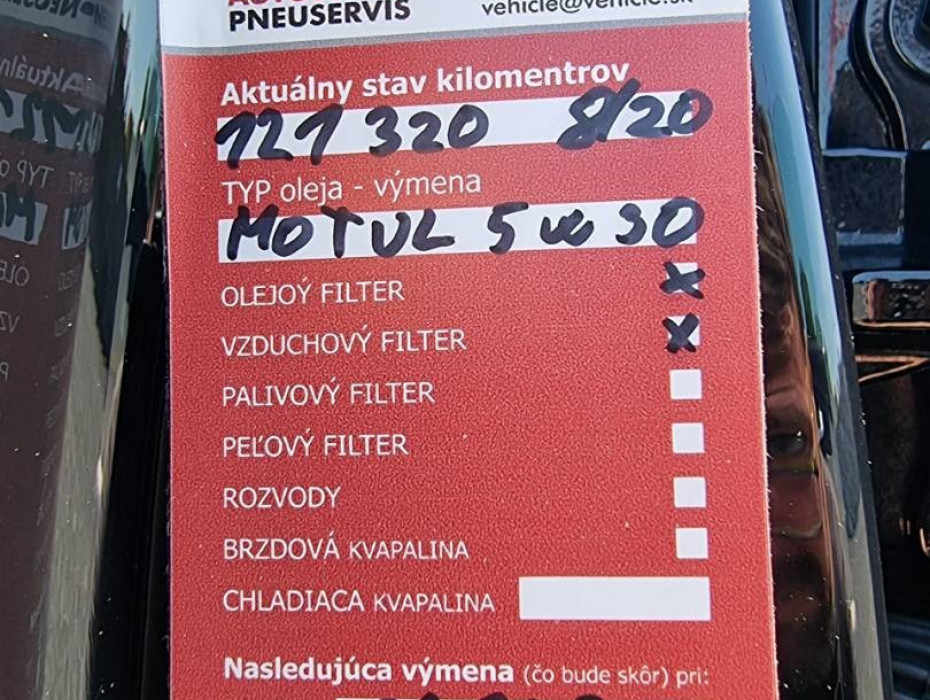 PNEUSERVIS vehicle@vehicle.sk
Aktuálny stav kilomentrov
121 320 8/20
TYP oleja - výmena
MOTUL 5w30
OLEJOÝ FILTER X
VZDUCHOVÝ FILTER X
PALIVOVÝ FILTER
PEĽOVÝ FILTER
ROZVODY
BRZDOVÁ KVAPALINA
CHLADIACA KVAPALINA
Nasledujúca výmena (čo bude skôr) pri: